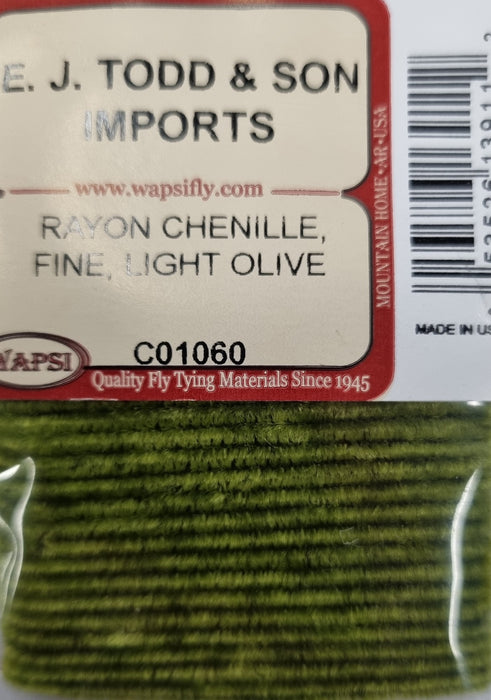 E. J. TODD & SON
IMPORTS
www.wapsifly.com
RAYON CHENILLE,
FINE, LIGHT OLIVE
C01060
WAPSI
Quality Fly Tying Materials Since 1945
MOUNTAIN HOME • AR • USA
MADE IN US